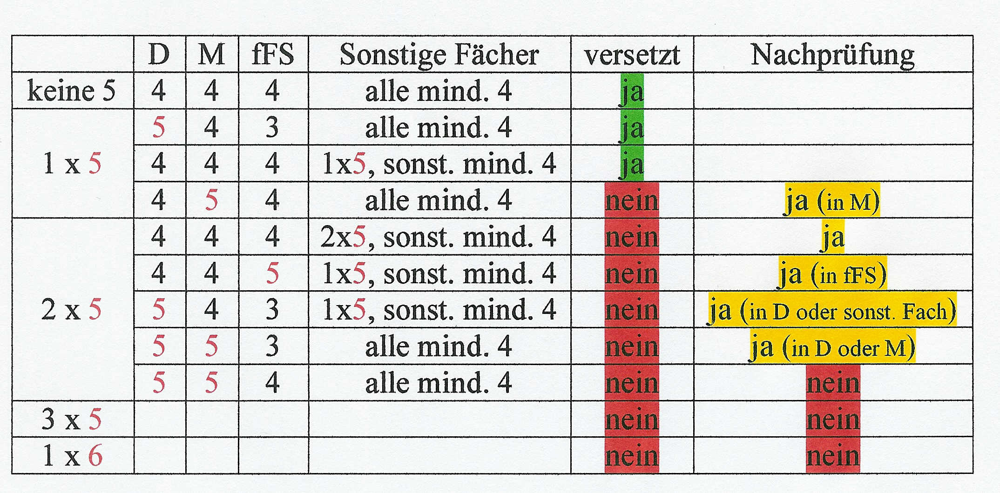 D M fFS Sonstige Fächer versetzt Nachprüfung
keine 5 4 4 4 alle mind. 4 ja
5 4 3 alle mind. 4 ja
1 x 5 4 4 4 1x5, sonst. mind. 4 ja
4 5 4 alle mind. 4 nein ja (in M)
4 4 4 2x5, sonst. mind. 4 nein ja
4 4 5 1x5, sonst. mind. 4 nein ja (in fFS)
2 x 5 5 4 3 1x5, sonst. mind. 4 nein ja (in D oder sonst. Fach)
5 5 3 alle mind. 4 nein ja (in D oder M)
5 5 4 alle mind. 4 nein nein
3 x 5 nein nein
1 x 6 nein nein